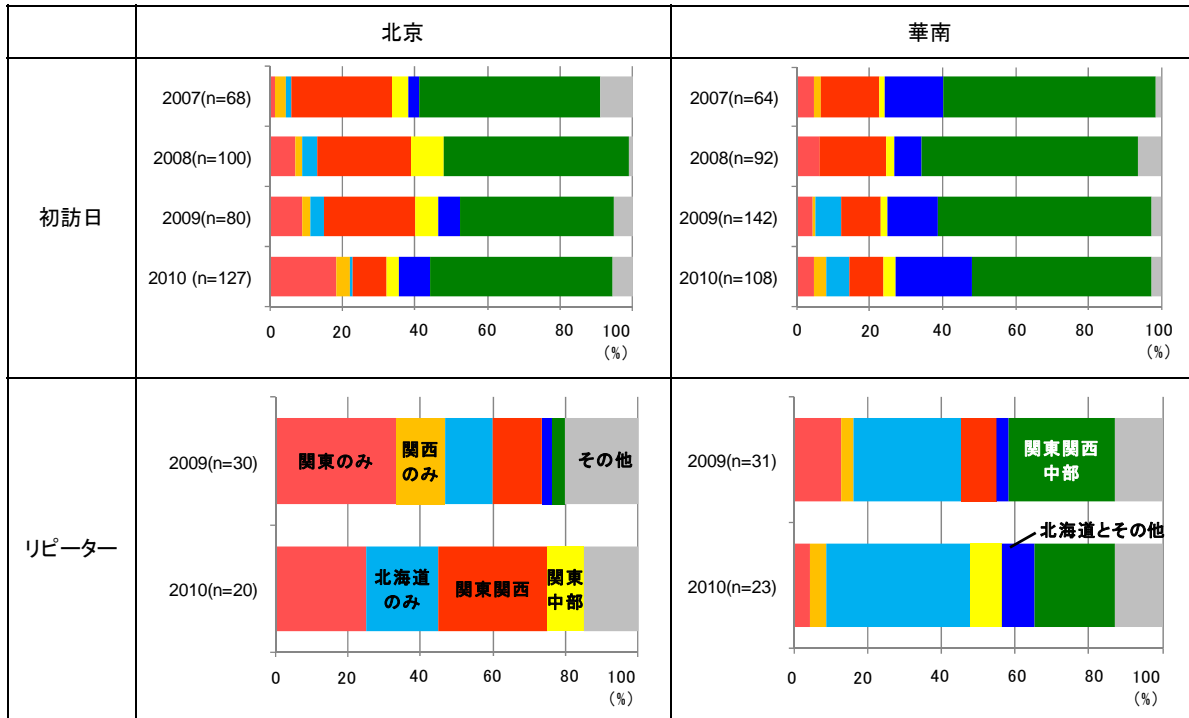 北京
華南
初訪日
2007(n=68)
2008(n=100)
2009(n=80)
2010 (n=127)
0 20 40 60 80 100
(%)
2007(n=64)
2008(n=92)
2009(n=142)
2010(n=108)
0 20 40 60 80 100
(%)
リピーター
2009(n=30)
関東のみ
関西
のみ
その他
2010(n=20)
北海道
のみ
関東関西
関東
中部
0 20 40 60 80 100
(%)
2009(n=31)
関東関西
中部
北海道とその他
2010(n=23)
0 20 40 60 80 100
(%)